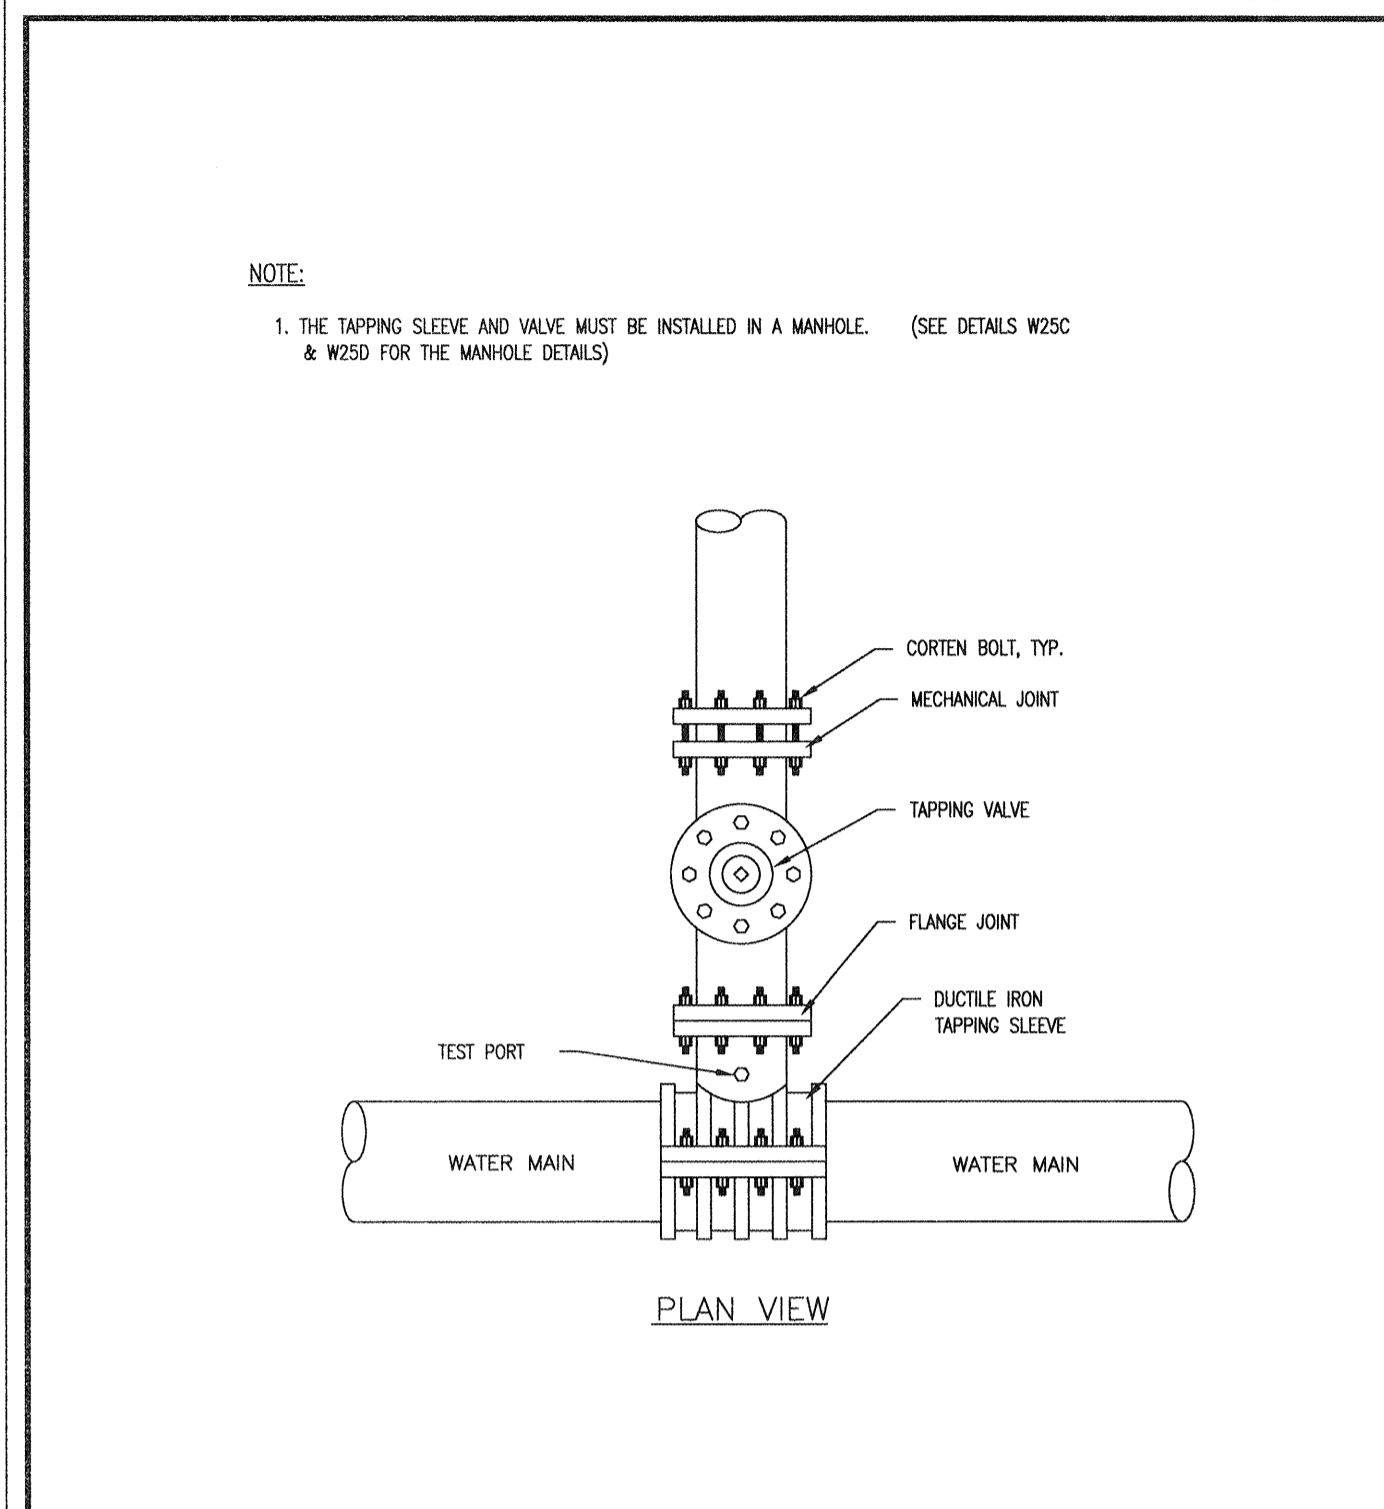 NOTE:
1. THE TAPPING SLEEVE AND VALVE MUST BE INSTALLED IN A MANHOLE. (SEE DETAILS W25C
& W25D FOR THE MANHOLE DETAILS)
CORTEN BOLT, TYP.
MECHANICAL JOINT
TAPPING VALVE
FLANGE JOINT
DUCTILE IRON
TAPPING SLEEVE
TEST PORT
WATER MAIN
WATER MAIN
PLAN VIEW